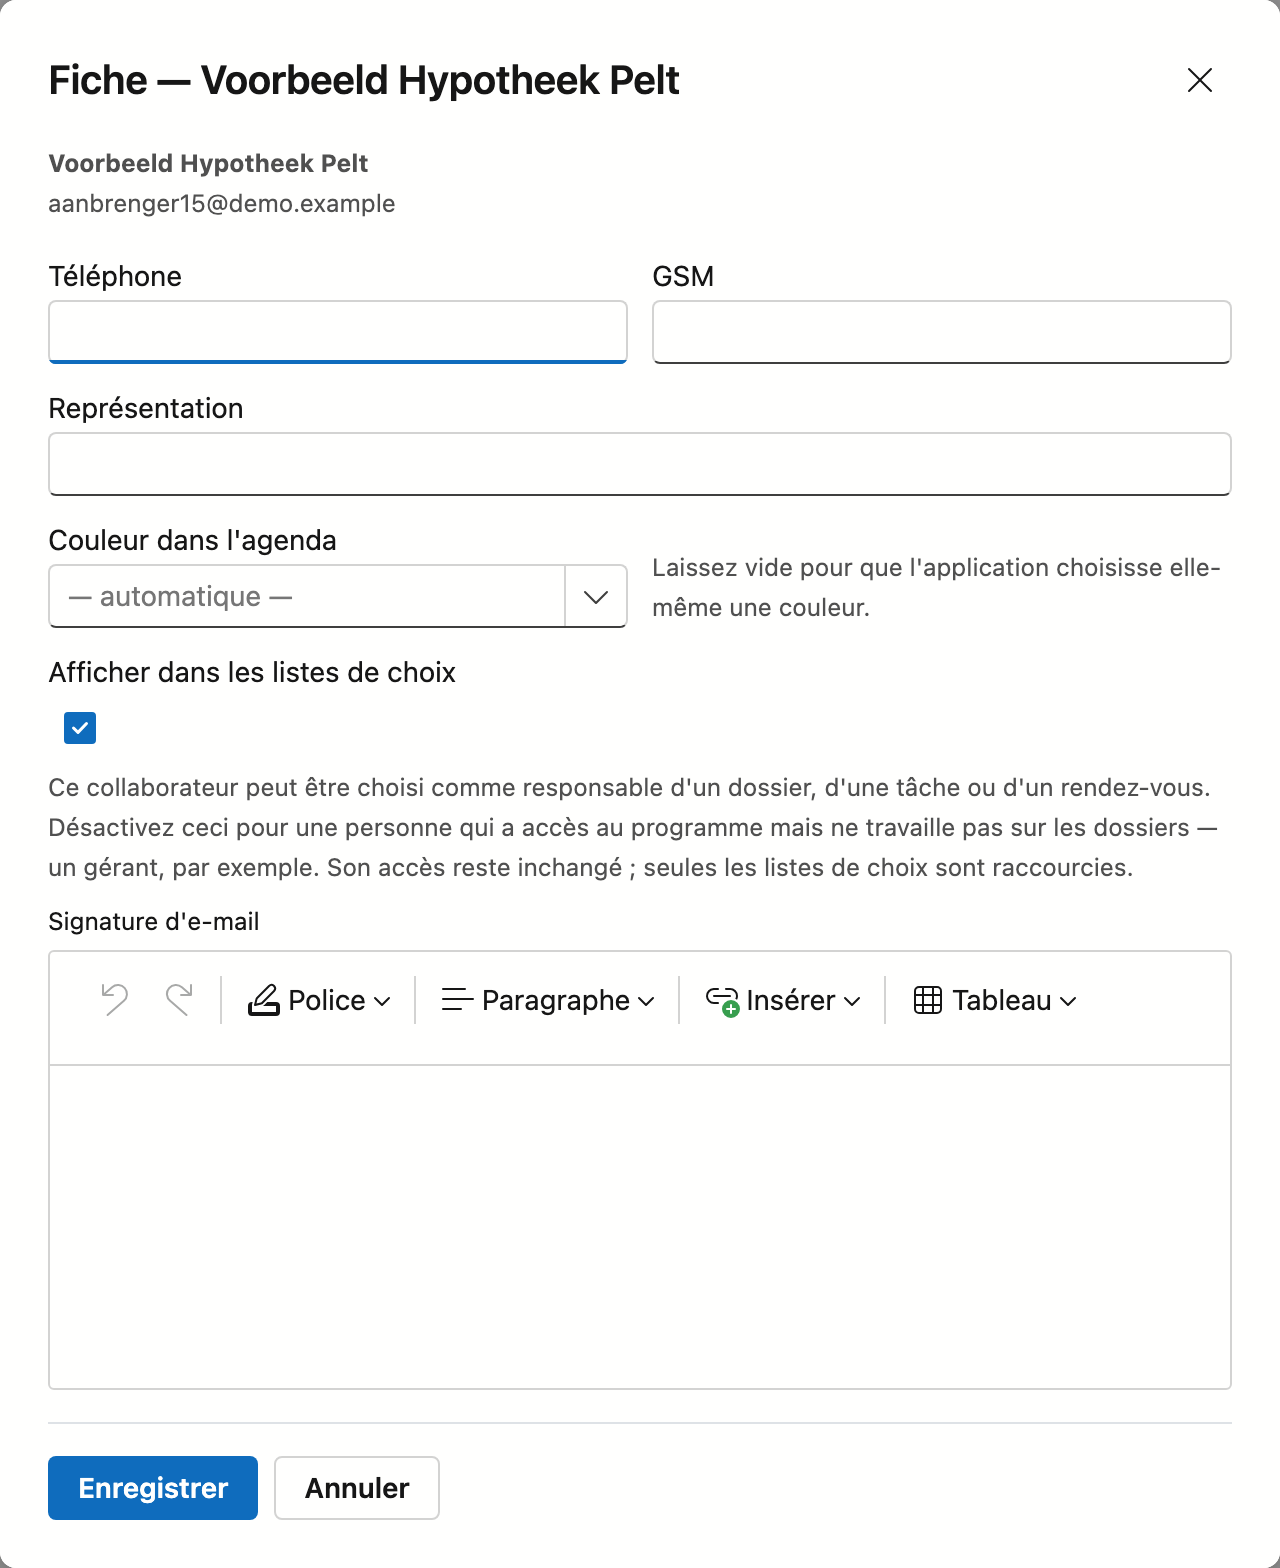 Fiche — Voorbeeld Hypotheek Pelt
Voorbeeld Hypotheek Pelt
aanbrenger15@demo.example
Téléphone
GSM
Représentation
Couleur dans l'agenda
— automatique —
Laissez vide pour que l'application choisisse elle-
même une couleur.
Afficher dans les listes de choix
Ce collaborateur peut être choisi comme responsable d'un dossier, d'une tâche ou d'un rendez-vous.
Désactivez ceci pour une personne qui a accès au programme mais ne travaille pas sur les dossiers —
un gérant, par exemple. Son accès reste inchangé ; seules les listes de choix sont raccourcies.
Signature d'e-mail
Police
Paragraphe
Insérer
Tableau
Enregistrer
Annuler